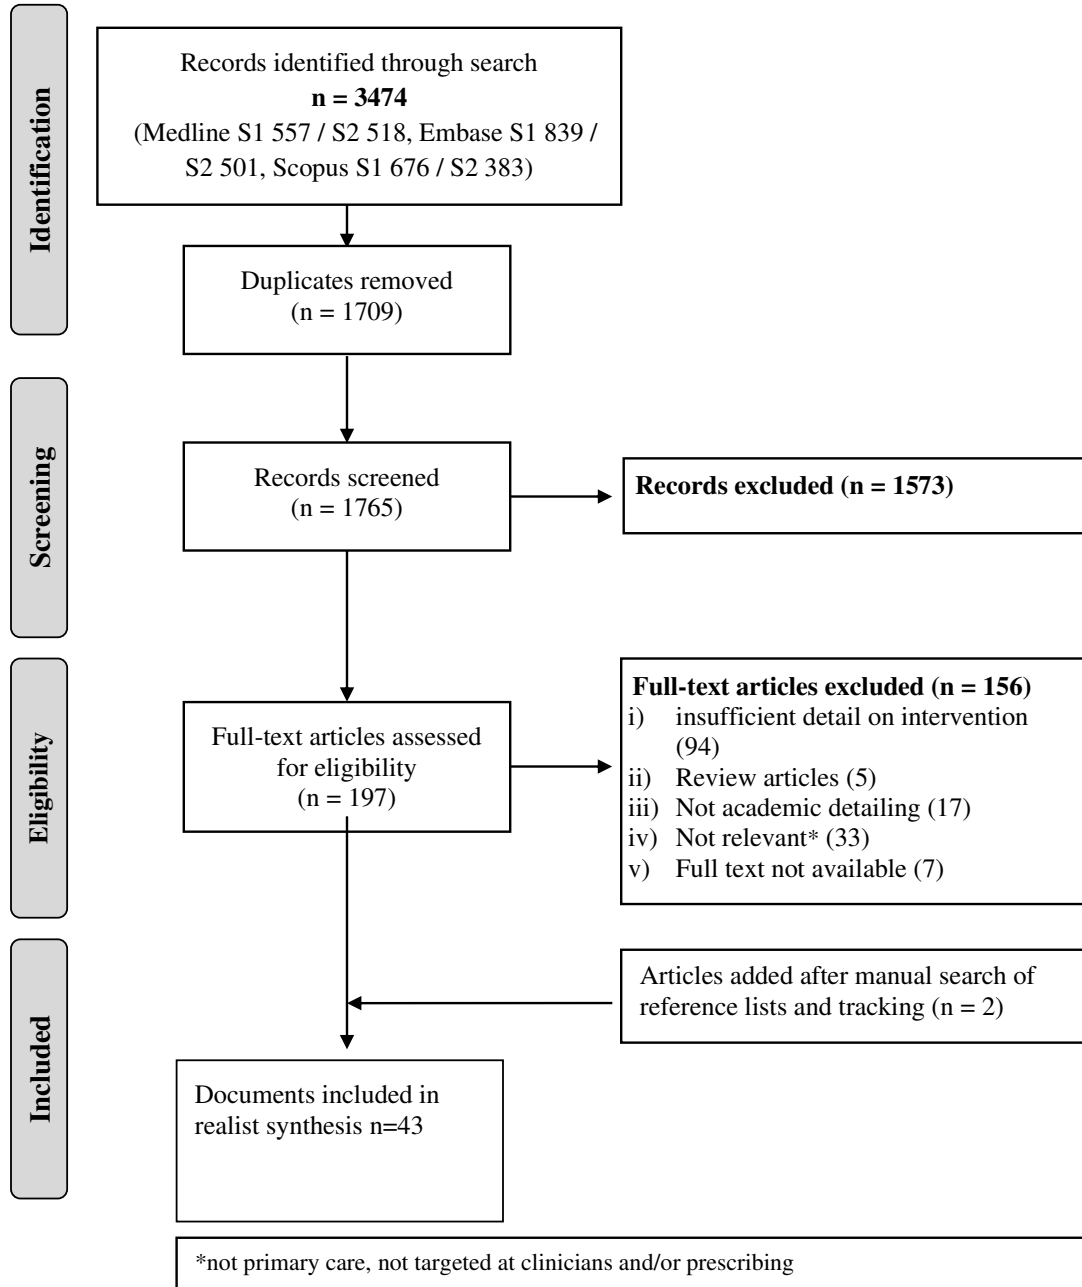 Identification
Records identified through search
n = 3474
(Medline S1 557 / S2 518, Embase S1 839 /
S2 501, Scopus S1 676 / S2 383)
Duplicates removed
(n = 1709)
Screening
Records screened
(n = 1765)
Records excluded (n = 1573)
Eligibility
Full-text articles assessed
for eligibility
(n = 197)
Full-text articles excluded (n = 156)
i) insufficient detail on intervention
(94)
ii) Review articles (5)
iii) Not academic detailing (17)
iv) Not relevant* (33)
v) Full text not available (7)
Included
Articles added after manual search of
reference lists and tracking (n = 2)
Documents included in
realist synthesis n=43
*not primary care, not targeted at clinicians and/or prescribing